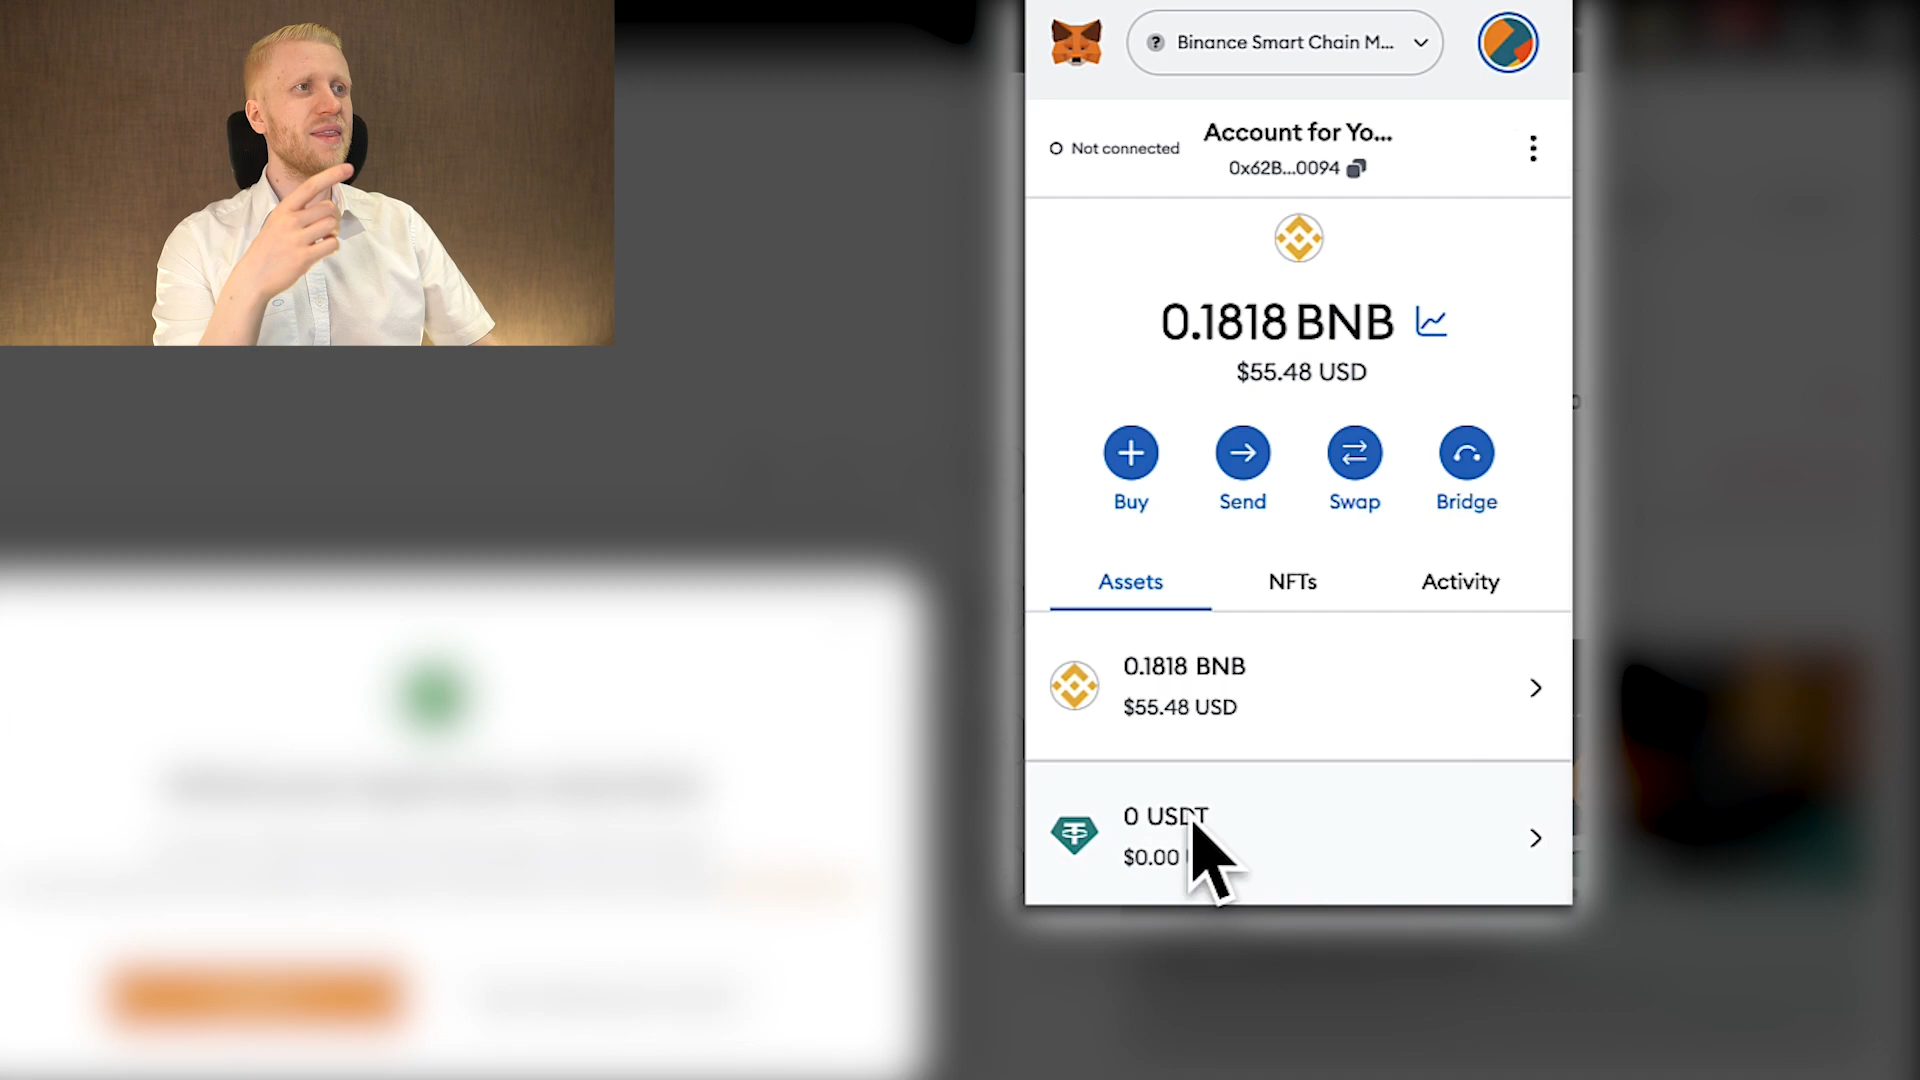 Binance Smart Chain M...
Not connected
Account for Yo...
0x62B...0094
0.1818 BNB
$55.48 USD
Buy
Send
Swap
Bridge
Assets
NFTs
Activity
0.1818 BNB
$55.48 USD
0 USDT
$0.00